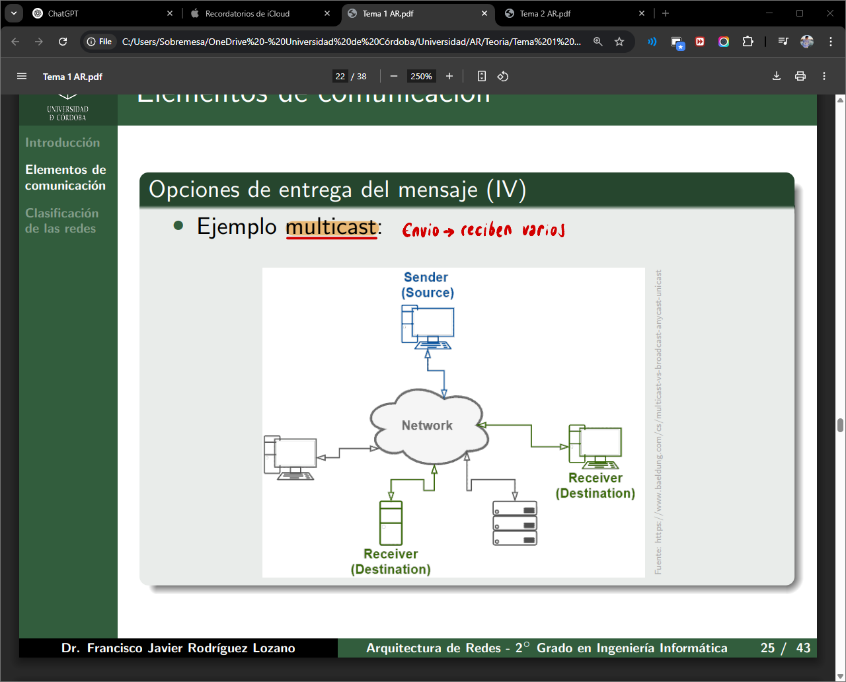 ChatGPT
Recordatorios de iCloud
Tema 1 AR.pdf
Tema 2 AR.pdf
File
C:/Users/Sobremesa/OneDrive%20-%20Universidad%20de%20Córdoba/Universidad/AR/Teoria/Tema%201%20...
Tema 1 AR.pdf
22 / 38
250%
Elementos de comunicación
UNIVERSIDAD
D CÓRDOBA
Introducción
Elementos de
comunicación
Clasificación
de las redes
Opciones de entrega del mensaje (IV)
Ejemplo multicast: Envio → reciben varios
Sender
(Source)
Network
Receiver
(Destination)
Receiver
(Destination)
Fuente: https://www.baeldung.com/cs/multicast-vs-broadcast-anycast-unicast
Dr. Francisco Javier Rodríguez Lozano
Arquitectura de Redes - 2° Grado en Ingeniería Informática
25 / 43